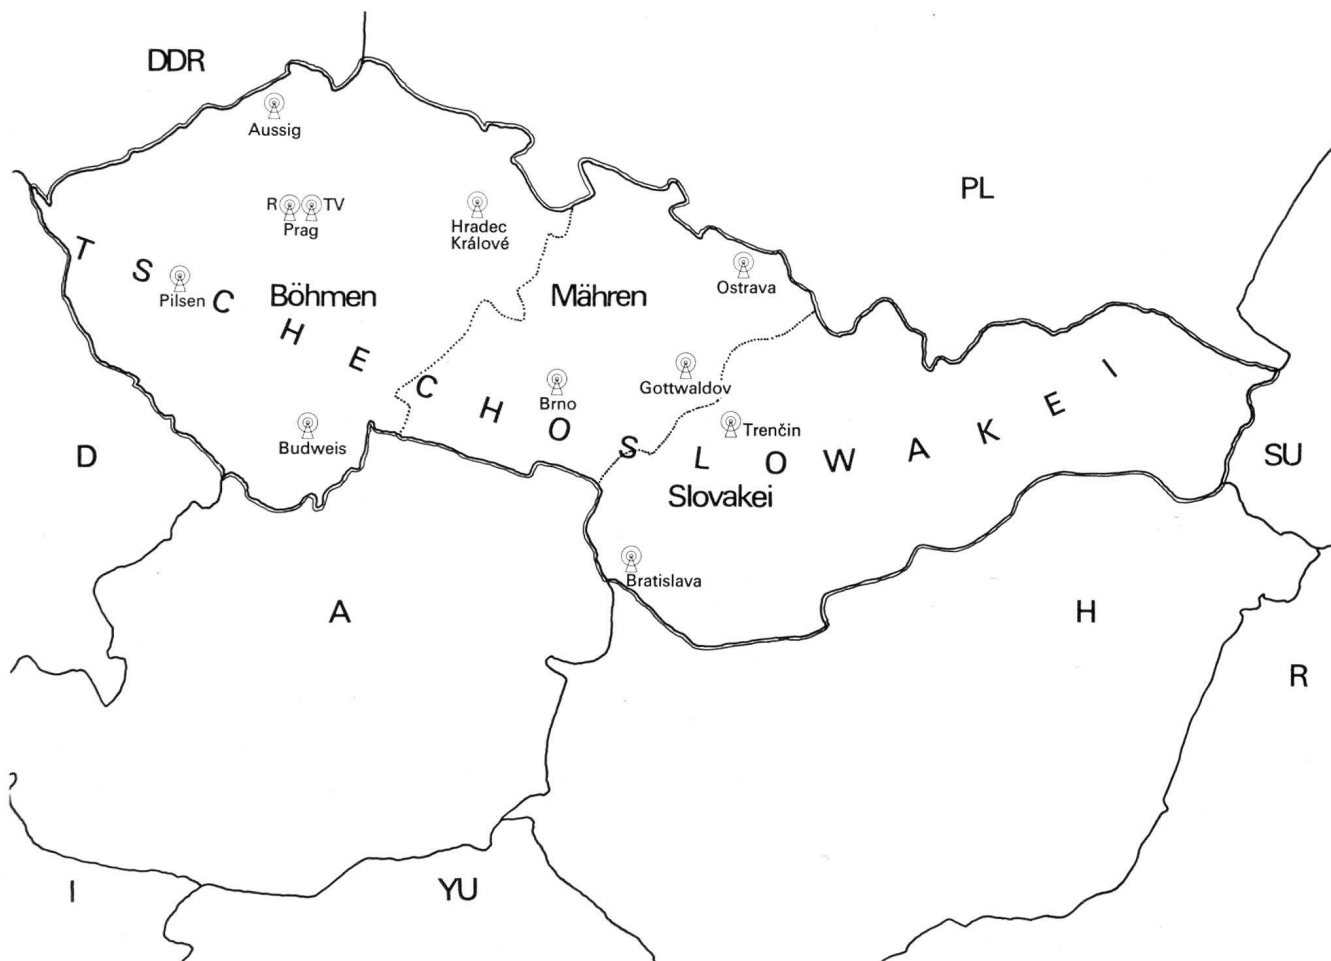 DDR
Aussig
PL
R TV
Prag
Hradec
Králové
TSCHECHOSLOWAKEI
Pilsen
Böhmen
Mähren
Ostrava
Gottwaldov
Brno
Trenčin
Budweis
D
SU
Slovakei
Bratislava
A
H
R
I
YU